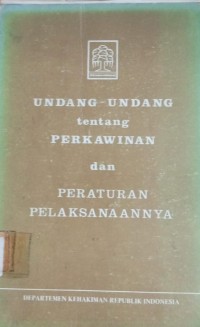 UNDANG-UNDANG
tentang
PERKAWINAN
dan
PERATURAN
PELAKSANAANNYA
DEPARTEMEN KEHAKIMAN REPUBLIK INDONESIA